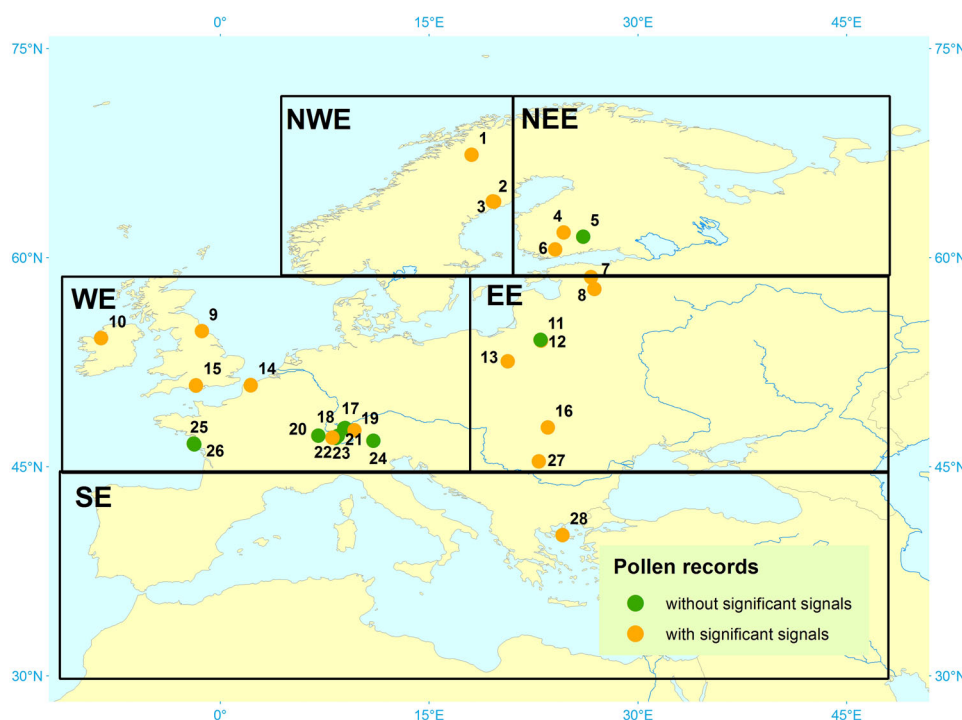 0° 15°E 30°E 45°E
75°N 75°N
NWE NEE
1
2
3
4 5
6
60°N 60°N
7
8
WE EE
9
10
11
12
13
14
15
16
17
18 19
20 21
22 23
24
25
26
27
45°N 45°N
SE
28
Pollen records
without significant signals
with significant signals
30°N 30°N
0° 15°E 30°E 45°E